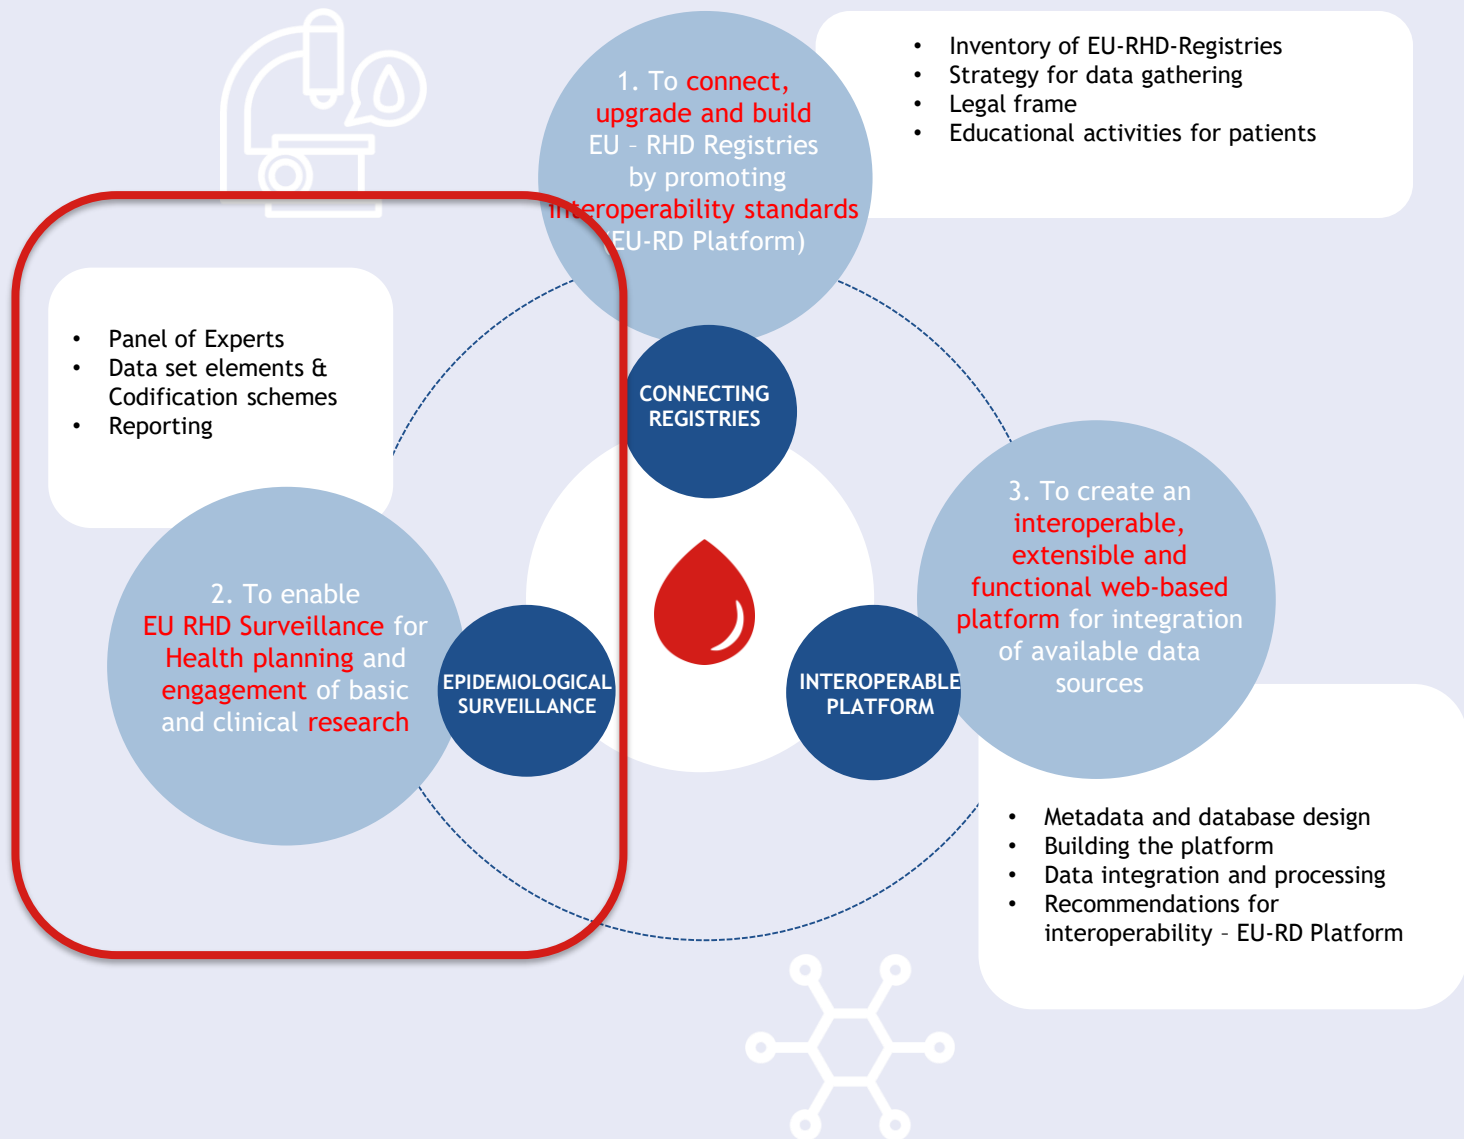 1. To connect,
upgrade and build
EU – RHD Registries
by promoting
interoperability standards
(EU-RD Platform)
• Inventory of EU-RHD-Registries
• Strategy for data gathering
• Legal frame
• Educational activities for patients
• Panel of Experts
• Data set elements &
Codification schemes
• Reporting
CONNECTING
REGISTRIES
2. To enable
EU RHD Surveillance for
Health planning and
engagement of basic
and clinical research
EPIDEMIOLOGICAL
SURVEILLANCE
INTEROPERABLE
PLATFORM
3. To create an
interoperable,
extensible and
functional web-based
platform for integration
of available data
sources
• Metadata and database design
• Building the platform
• Data integration and processing
• Recommendations for
interoperability – EU-RD Platform